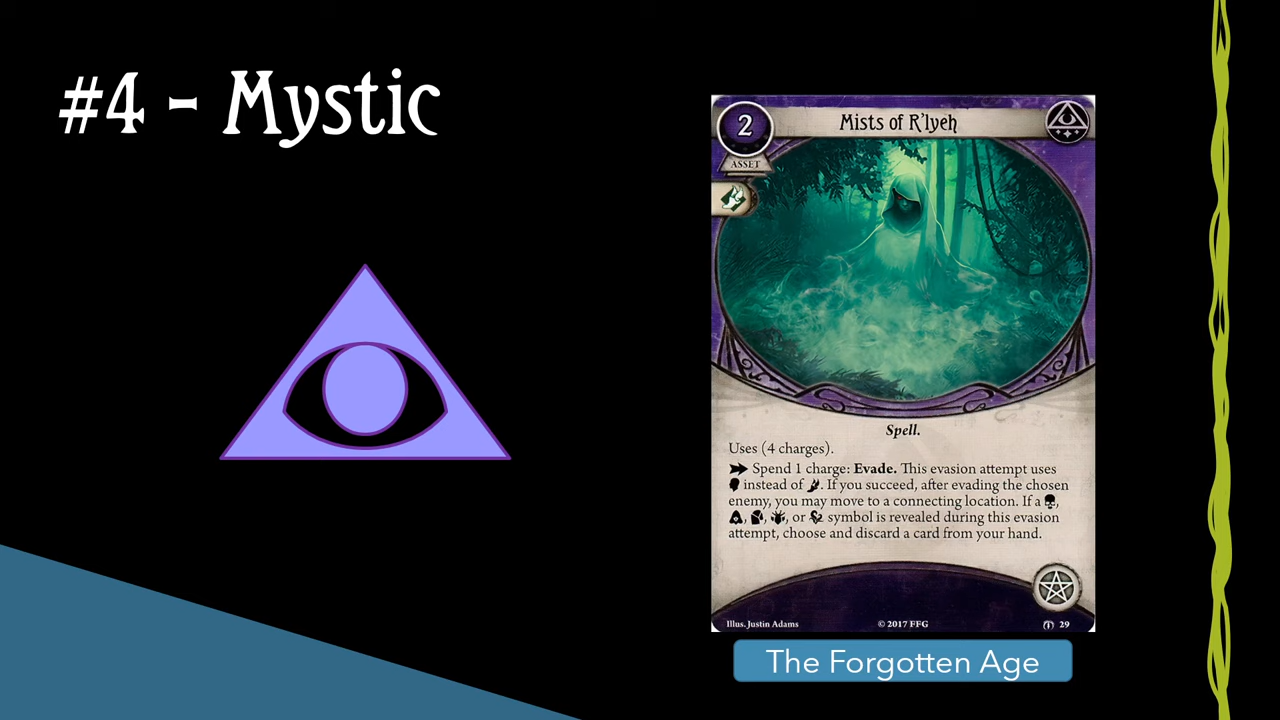 #4 - Mystic
2
Mists of R'lyeh
ASSET
Spell.
Uses (4 charges).
Spend 1 charge: Evade. This evasion attempt uses
instead of . If you succeed, after evading the chosen
enemy, you may move to a connecting location. If a ,
, , , or symbol is revealed during this evasion
attempt, choose and discard a card from your hand.
Illus. Justin Adams
© 2017 FFG
29
The Forgotten Age